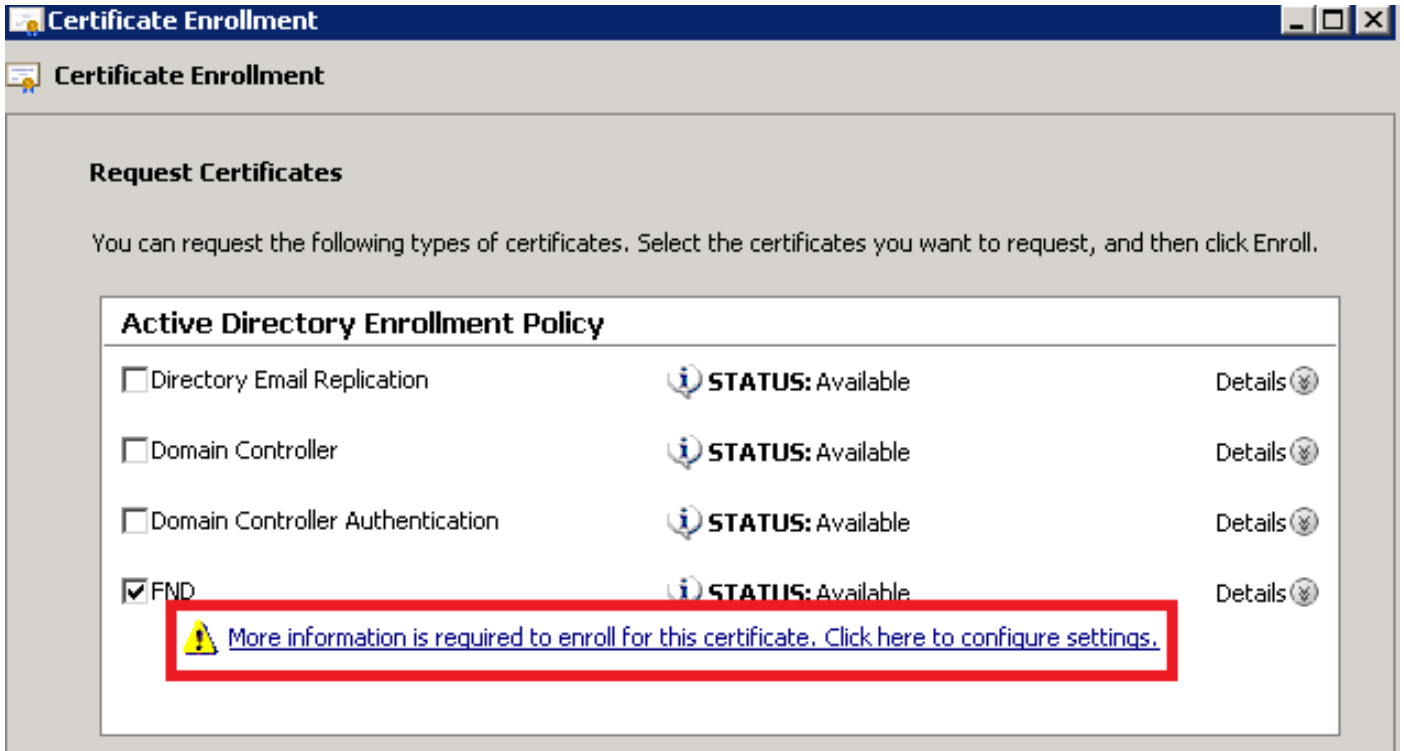 Certificate Enrollment
Certificate Enrollment
Request Certificates
You can request the following types of certificates. Select the certificates you want to request, and then click Enroll.
Active Directory Enrollment Policy
Directory Email Replication STATUS: Available Details
Domain Controller STATUS: Available Details
Domain Controller Authentication STATUS: Available Details
FND STATUS: Available Details
More information is required to enroll for this certificate. Click here to configure settings.